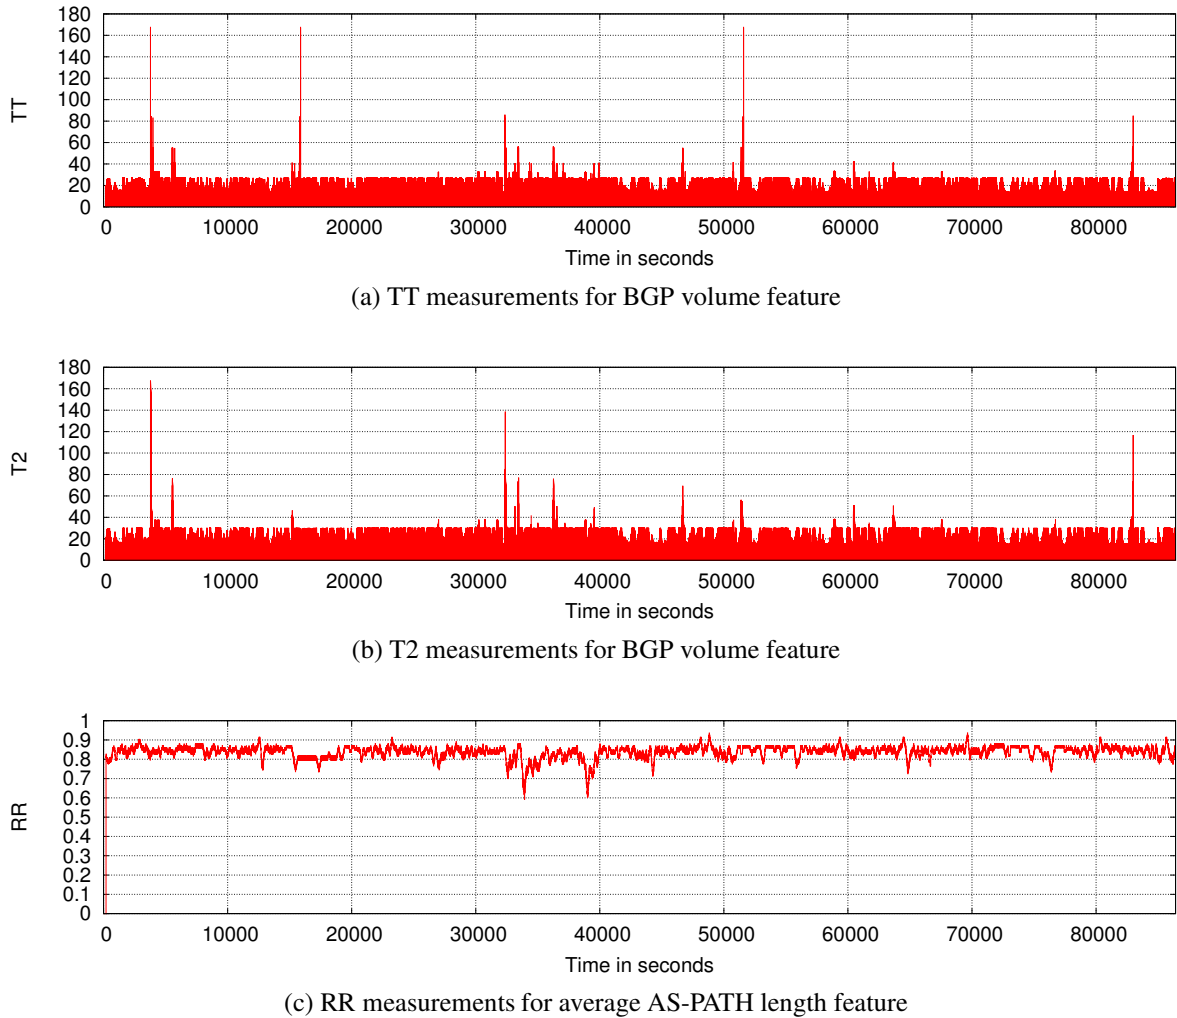 180
160
140
120
100
80
60
40
20
0
TT
0 10000 20000 30000 40000 50000 60000 70000 80000
Time in seconds
(a) TT measurements for BGP volume feature
180
160
140
120
100
80
60
40
20
0
T2
0 10000 20000 30000 40000 50000 60000 70000 80000
Time in seconds
(b) T2 measurements for BGP volume feature
1
0.9
0.8
0.7
0.6
0.5
0.4
0.3
0.2
0.1
0
RR
0 10000 20000 30000 40000 50000 60000 70000 80000
Time in seconds
(c) RR measurements for average AS-PATH length feature